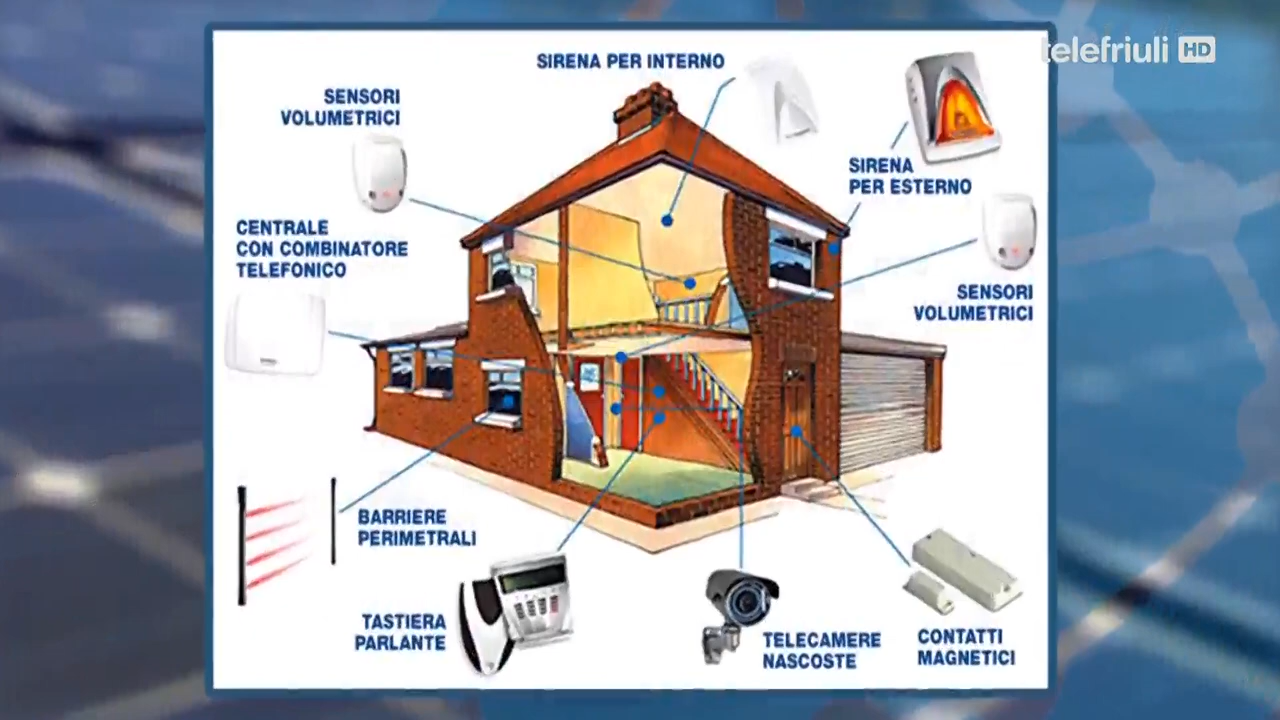 telefriuli HD
SIRENA PER INTERNO
SENSORI
VOLUMETRICI
SIRENA
PER ESTERNO
CENTRALE
CON COMBINATORE
TELEFONICO
SENSORI
VOLUMETRICI
BARRIERE
PERIMETRALI
TASTIERA
PARLANTE
TELECAMERE
NASCOSTE
CONTATTI
MAGNETICI